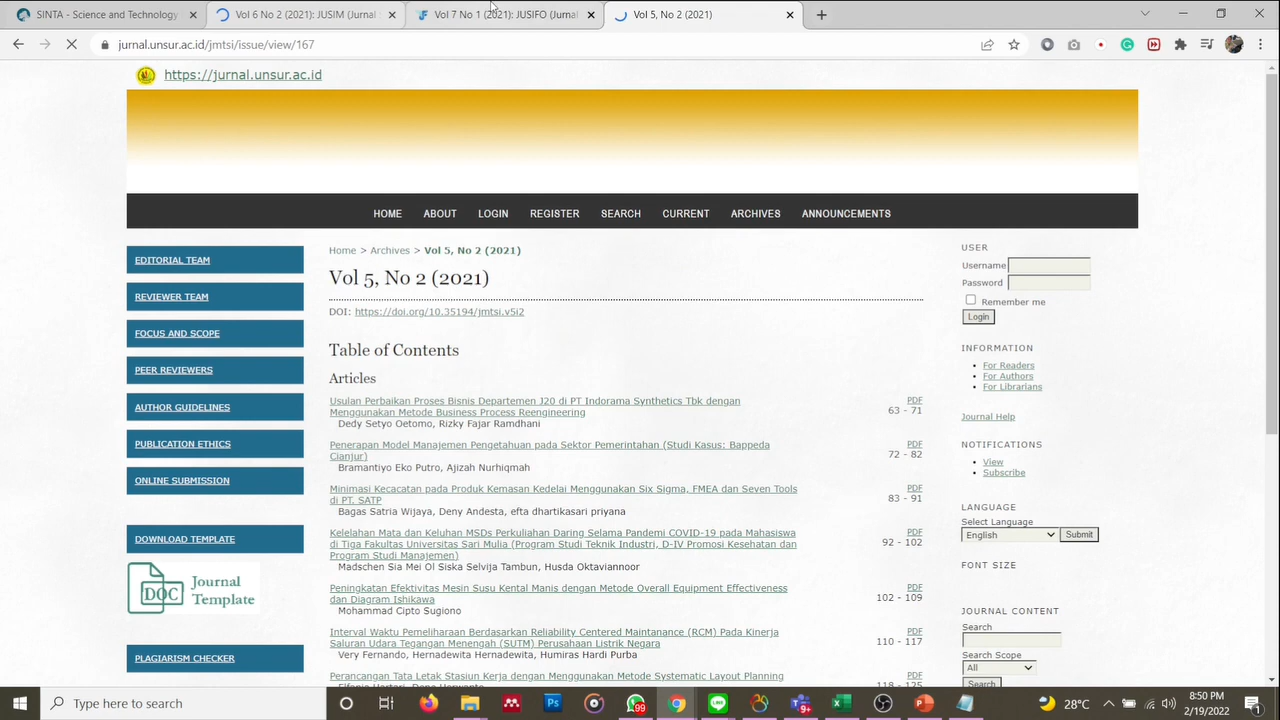 SINTA - Science and Technology
Vol 6 No 2 (2021): JUSIM (Jurnal
Vol 7 No 1 (2021): JUSIFO (Jurnal
Vol 5, No 2 (2021)
jurnal.unsur.ac.id/jmtsi/issue/view/167
https://jurnal.unsur.ac.id
HOME ABOUT LOGIN REGISTER SEARCH CURRENT ARCHIVES ANNOUNCEMENTS
EDITORIAL TEAM
REVIEWER TEAM
FOCUS AND SCOPE
PEER REVIEWERS
AUTHOR GUIDELINES
PUBLICATION ETHICS
ONLINE SUBMISSION
DOWNLOAD TEMPLATE
DOC Journal
Template
PLAGIARISM CHECKER
Home > Archives > Vol 5, No 2 (2021)
Vol 5, No 2 (2021)
DOI: https://doi.org/10.35194/jmtsi.v5i2
Table of Contents
Articles
Usulan Perbaikan Proses Bisnis Departemen J20 di PT Indorama Synthetics Tbk dengan PDF
Menggunakan Metode Business Process Reengineering 63 - 71
Dedy Setyo Oetomo, Rizky Fajar Ramdhani
Penerapan Model Manajemen Pengetahuan pada Sektor Pemerintahan (Studi Kasus: Bappeda PDF
Cianjur) 72 - 82
Bramantiyo Eko Putro, Ajizah Nurhiqmah
Minimasi Kecacatan pada Produk Kemasan Kedelai Menggunakan Six Sigma, FMEA dan Seven Tools PDF
di PT. SATP 83 - 91
Bagas Satria Wijaya, Deny Andesta, efta dhartikasari priyana
Kelelahan Mata dan Keluhan MSDs Perkuliahan Daring Selama Pandemi COVID-19 pada Mahasiswa PDF
di Tiga Fakultas Universitas Sari Mulia (Program Studi Teknik Industri, D-IV Promosi Kesehatan dan 92 - 102
Program Studi Manajemen)
Madschen Sia Mei Ol Siska Selvija Tambun, Husda Oktaviannoor
Peningkatan Efektivitas Mesin Susu Kental Manis dengan Metode Overall Equipment Effectiveness PDF
dan Diagram Ishikawa 102 - 109
Mohammad Cipto Sugiono
Interval Waktu Pemeliharaan Berdasarkan Reliability Centered Maintanance (RCM) Pada Kinerja PDF
Saluran Udara Tegangan Menengah (SUTM) Perusahaan Listrik Negara 110 - 117
Very Fernando, Hernadewita Hernadewita, Humiras Hardi Purba
Perancangan Tata Letak Stasiun Kerja dengan Menggunakan Metode Systematic Layout Planning PDF
118 - 125
USER
Username
Password
Remember me
Login
INFORMATION
For Readers
For Authors
For Librarians
Journal Help
NOTIFICATIONS
View
Subscribe
LANGUAGE
Select Language
English Submit
FONT SIZE
JOURNAL CONTENT
Search
Search Scope
All
Search
Type here to search
99
9+
28°C
8:50 PM
2/19/2022